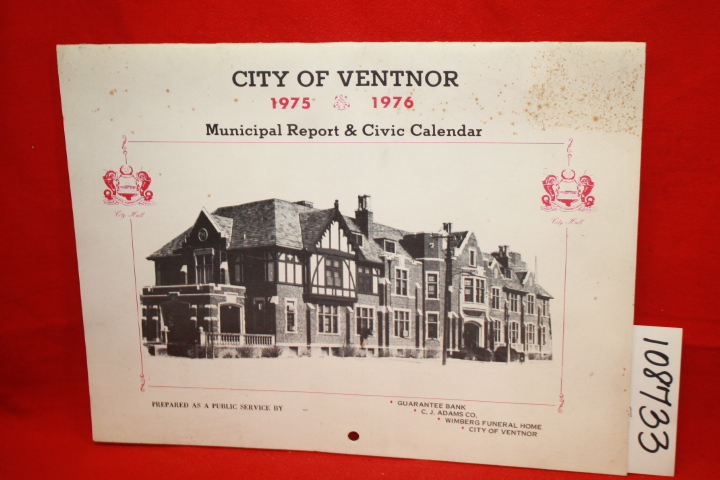 CITY OF VENTNOR
1975 1976
Municipal Report & Civic Calendar
City Hall
City Hall
PREPARED AS A PUBLIC SERVICE BY
* GUARANTEE BANK
* C. J. ADAMS CO.
* WIMBERG FUNERAL HOME
* CITY OF VENTNOR
108733